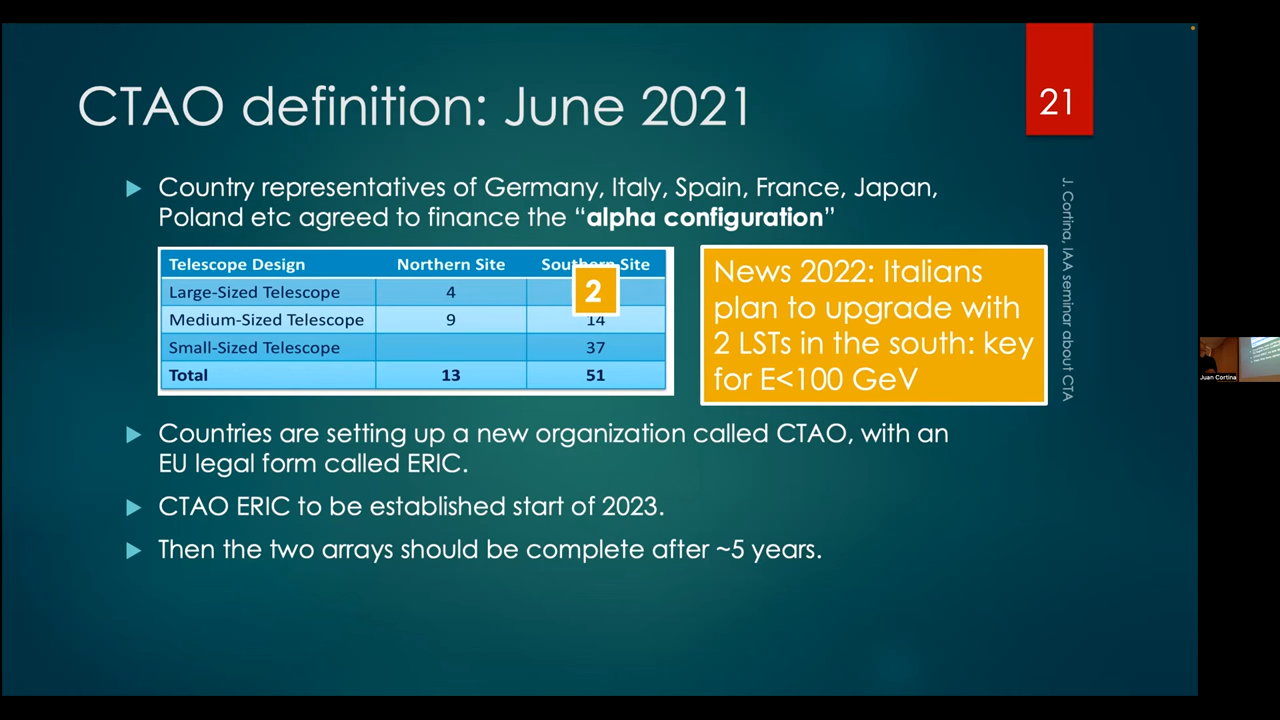 CTAO definition: June 2021
21
Country representatives of Germany, Italy, Spain, France, Japan,
Poland etc agreed to finance the “alpha configuration”
Telescope Design Northern Site Southern Site
Large-Sized Telescope 4 2
Medium-Sized Telescope 9 14
Small-Sized Telescope 37
Total 13 51
News 2022: Italians
plan to upgrade with
2 LSTs in the south: key
for E<100 GeV
Countries are setting up a new organization called CTAO, with an
EU legal form called ERIC.
CTAO ERIC to be established start of 2023.
Then the two arrays should be complete after ~5 years.
J. Cortina, IAA seminar about CTA
Juan Cortina